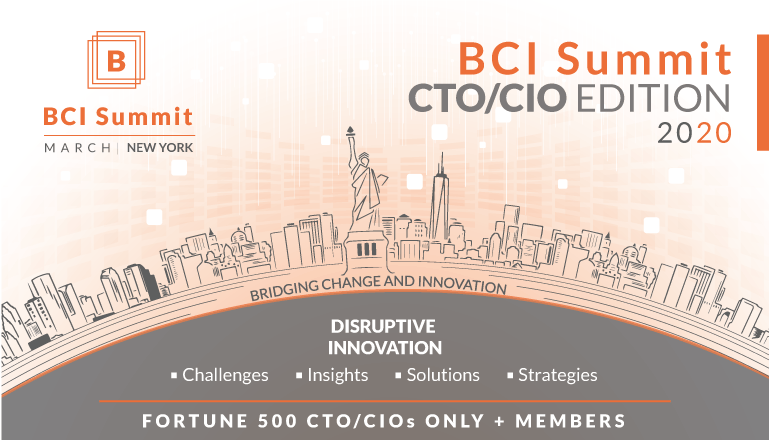 B
BCI Summit
MARCH | NEW YORK
BCI Summit
CTO/CIO EDITION
2020
BRIDGING CHANGE AND INNOVATION
DISRUPTIVE
INNOVATION
▪ Challenges ▪ Insights ▪ Solutions ▪ Strategies
FORTUNE 500 CTO/CIOs ONLY + MEMBERS